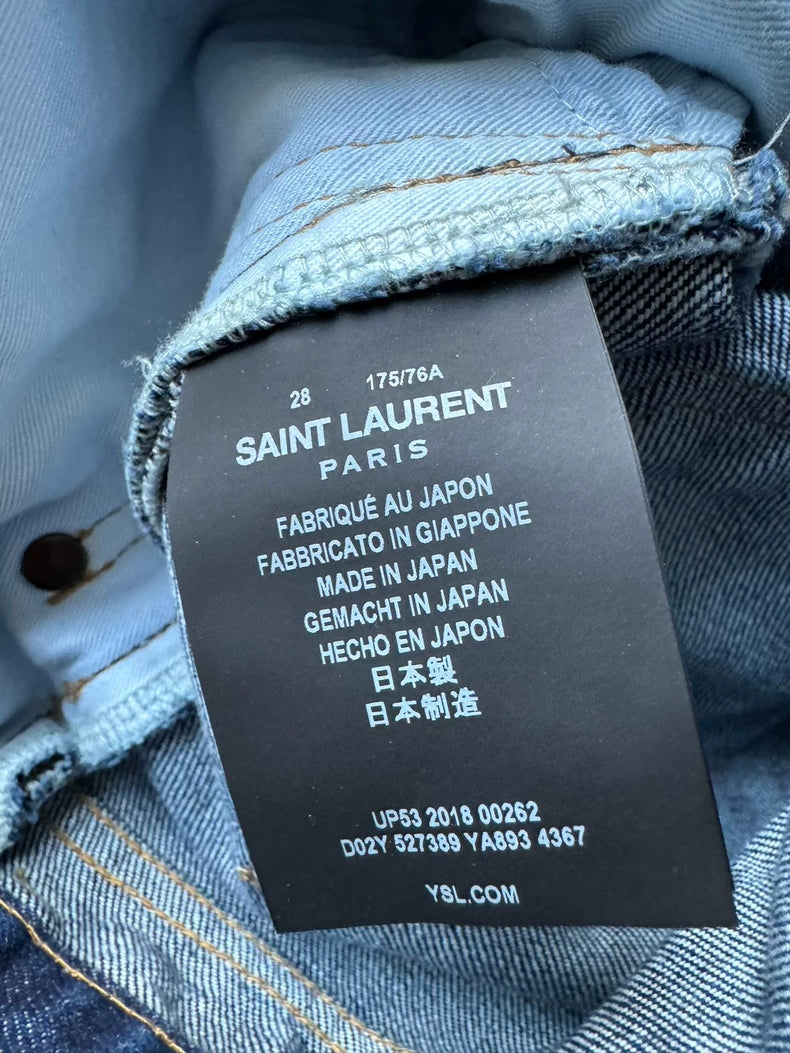 28 175/76A
SAINT LAURENT
PARIS
FABRIQUÉ AU JAPON
FABBRICATO IN GIAPPONE
MADE IN JAPAN
GEMACHT IN JAPAN
HECHO EN JAPON
日本製
日本制造
UP53 2018 00262
D02Y 527389 YA893 4367
YSL.COM